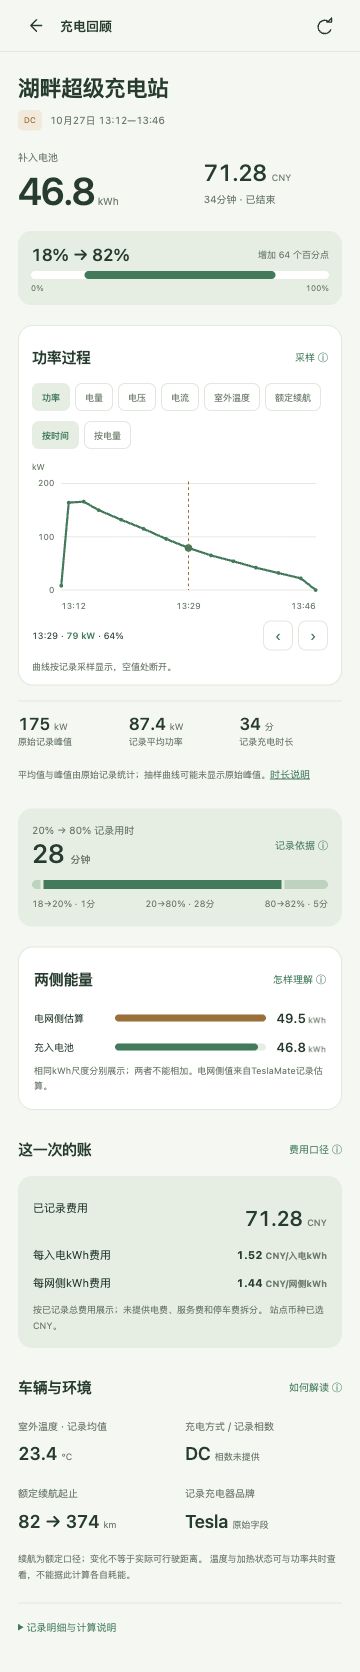 充电回顾
湖畔超级充电站
DC 10月27日 13:12—13:46
补入电池
46.8 kWh
71.28 CNY
34分钟 · 已结束
18% → 82%
增加 64 个百分点
0% 100%
功率过程
采样 ⓘ
功率 电量 电压 电流 室外温度 额定续航
按时间 按电量
kW
200
100
0
13:12 13:29 13:46
13:29 · 79 kW · 64%
‹ ›
曲线按记录采样显示，空值处断开。
175 kW 87.4 kW 34 分
原始记录峰值 记录平均功率 记录充电时长
平均值与峰值由原始记录统计；抽样曲线可能未显示原始峰值。时长说明
20% → 80% 记录用时
28 分钟
记录依据 ⓘ
18→20% · 1分 20→80% · 28分 80→82% · 5分
两侧能量
怎样理解 ⓘ
电网侧估算 49.5 kWh
充入电池 46.8 kWh
相同kWh尺度分别展示；两者不能相加。电网侧值来自TeslaMate记录估
算。
这一次的账
费用口径 ⓘ
已记录费用
71.28 CNY
每入电kWh费用 1.52 CNY/入电kWh
每网侧kWh费用 1.44 CNY/网侧kWh
按已记录总费用展示；未提供电费、服务费和停车费拆分。 站点币种已选
CNY。
车辆与环境
如何解读 ⓘ
室外温度 · 记录均值 充电方式 / 记录相数
23.4 °C DC 相数未提供
额定续航起止 记录充电器品牌
82 → 374 km Tesla 原始字段
续航为额定口径；变化不等于实际可行驶距离。 温度与加热状态可与功率共时查
看，不能据此计算各自耗能。
▶ 记录明细与计算说明